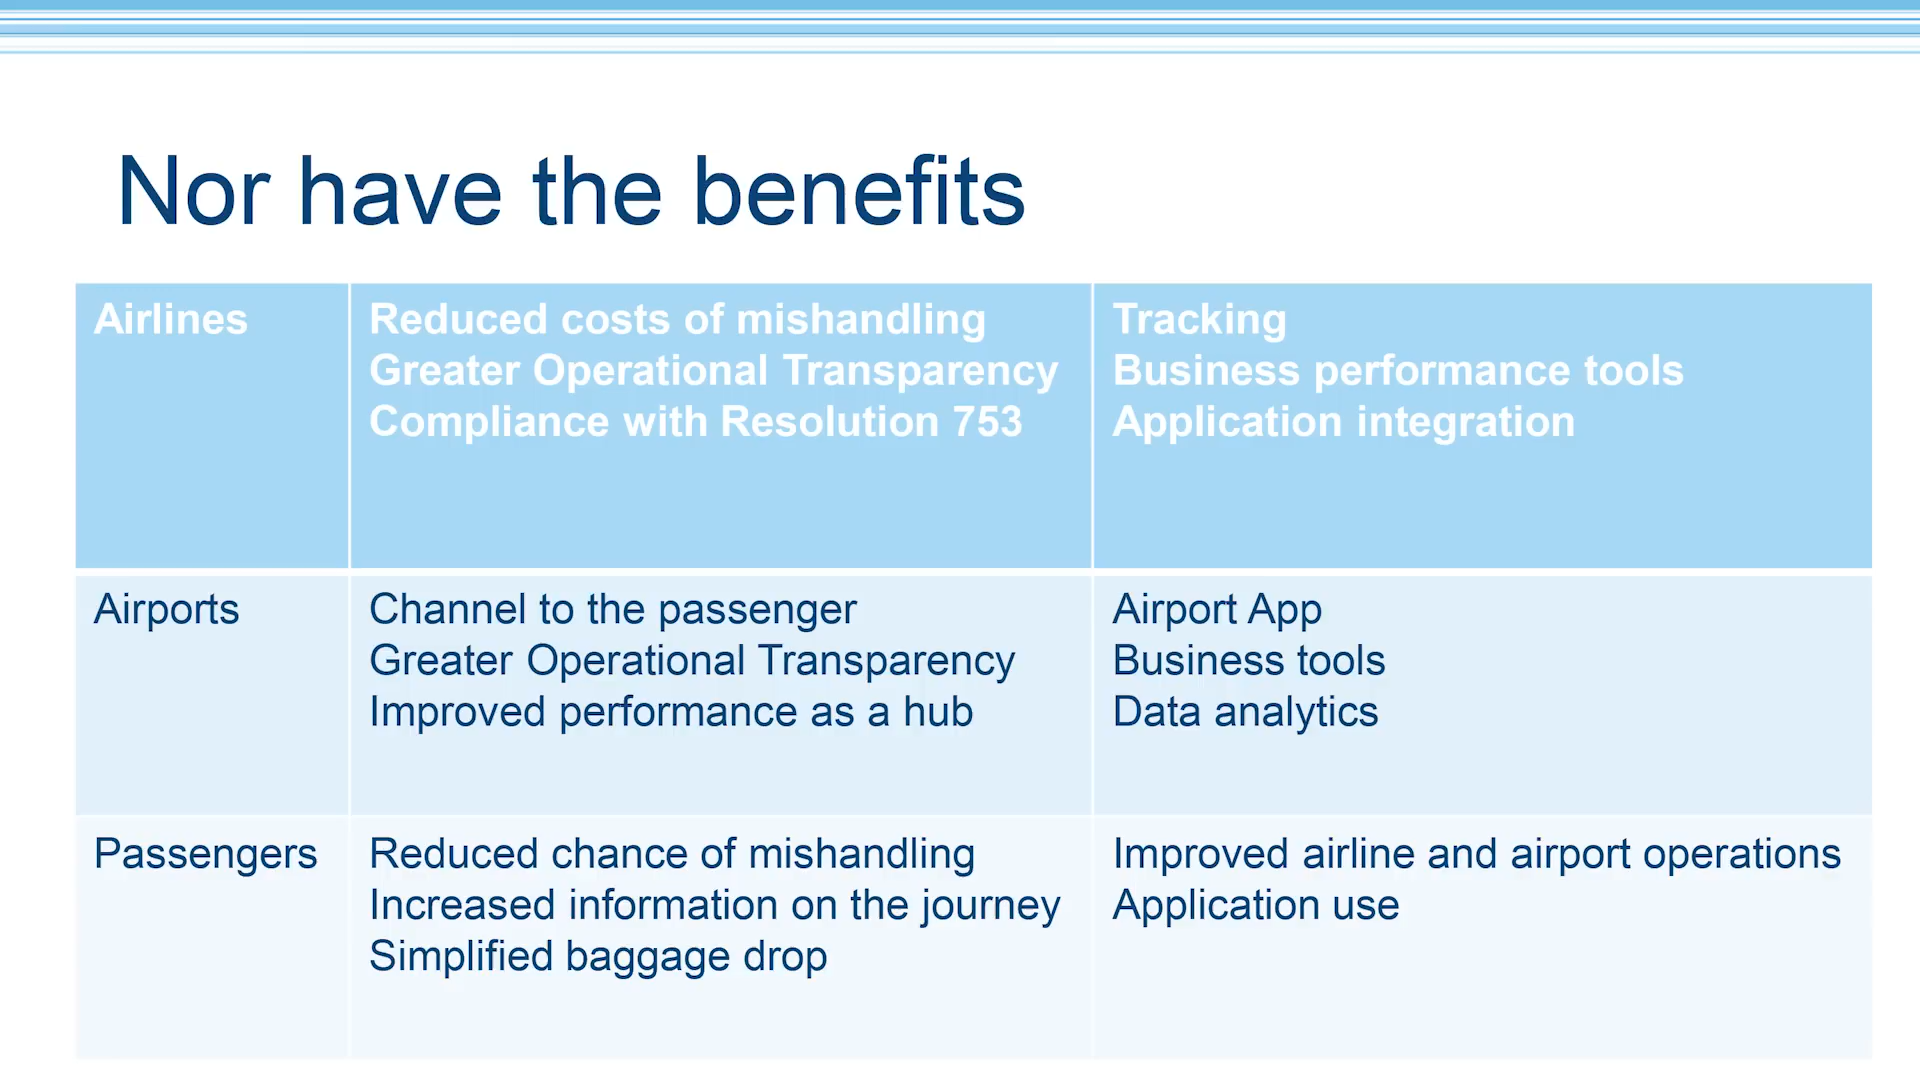 Nor have the benefits
Airlines
Reduced costs of mishandling
Greater Operational Transparency
Compliance with Resolution 753
Tracking
Business performance tools
Application integration
Airports
Channel to the passenger
Greater Operational Transparency
Improved performance as a hub
Airport App
Business tools
Data analytics
Passengers
Reduced chance of mishandling
Increased information on the journey
Simplified baggage drop
Improved airline and airport operations
Application use